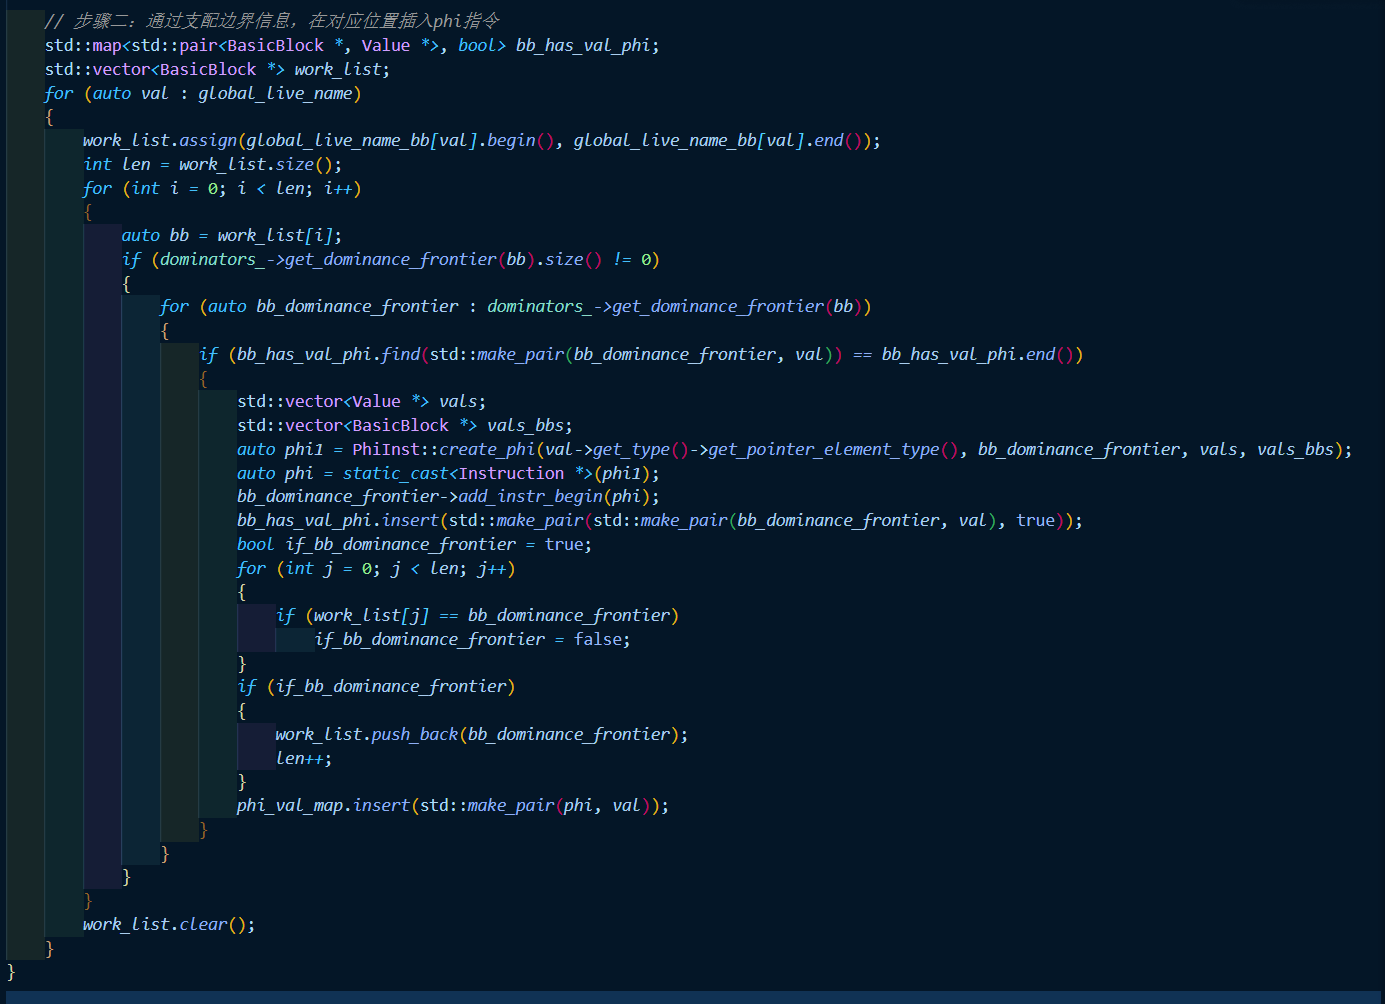 // 步骤二：通过支配边界信息，在对应位置插入phi指令
std::map<std::pair<BasicBlock *, Value *>, bool> bb_has_val_phi;
std::vector<BasicBlock *> work_list;
for (auto val : global_live_name)
{
work_list.assign(global_live_name_bb[val].begin(), global_live_name_bb[val].end());
int len = work_list.size();
for (int i = 0; i < len; i++)
{
auto bb = work_list[i];
if (dominators_->get_dominance_frontier(bb).size() != 0)
{
for (auto bb_dominance_frontier : dominators_->get_dominance_frontier(bb))
{
if (bb_has_val_phi.find(std::make_pair(bb_dominance_frontier, val)) == bb_has_val_phi.end())
{
std::vector<Value *> vals;
std::vector<BasicBlock *> vals_bbs;
auto phi1 = PhiInst::create_phi(val->get_type()->get_pointer_element_type(), bb_dominance_frontier, vals, vals_bbs);
auto phi = static_cast<Instruction *>(phi1);
bb_dominance_frontier->add_instr_begin(phi);
bb_has_val_phi.insert(std::make_pair(std::make_pair(bb_dominance_frontier, val), true));
bool if_bb_dominance_frontier = true;
for (int j = 0; j < len; j++)
{
if (work_list[j] == bb_dominance_frontier)
if_bb_dominance_frontier = false;
}
if (if_bb_dominance_frontier)
{
work_list.push_back(bb_dominance_frontier);
len++;
}
phi_val_map.insert(std::make_pair(phi, val));
}
}
}
}
work_list.clear();
}
}